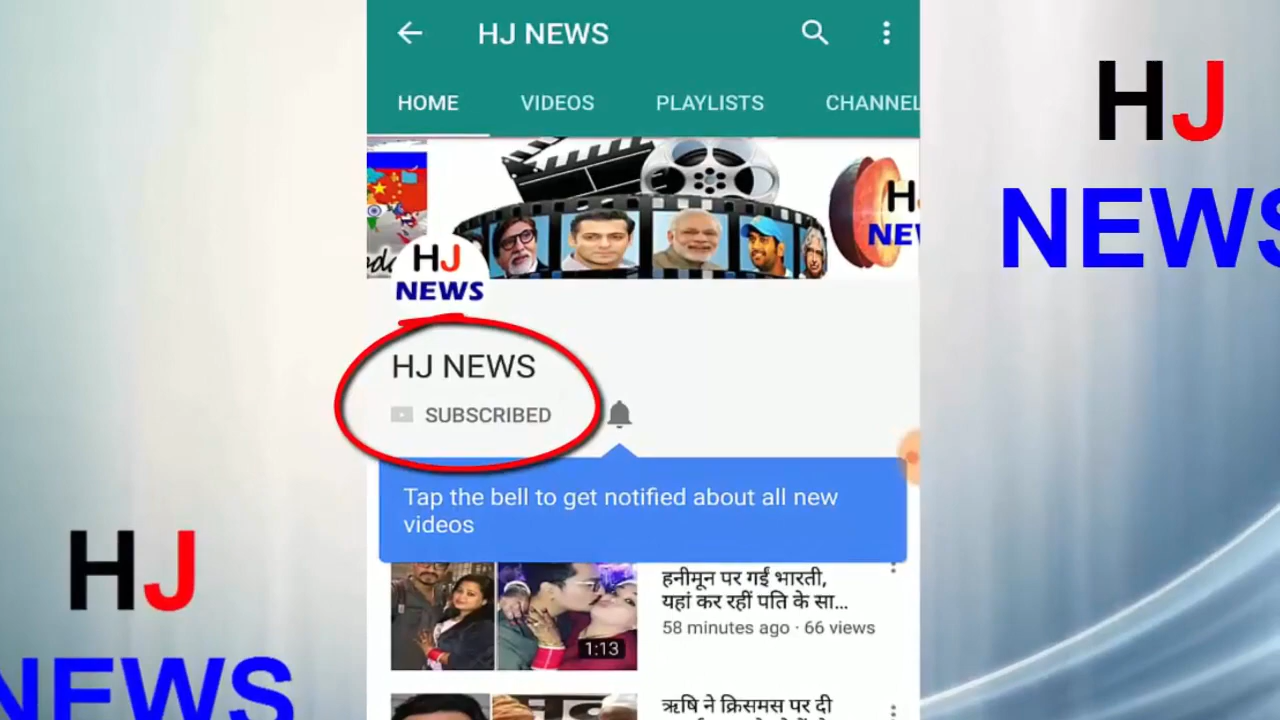 HJ NEWS
HOME VIDEOS PLAYLISTS CHANNEL
HJ
NEWS
HJ
NEWS
HJ
HJ NEWS
SUBSCRIBED
Tap the bell to get notified about all new
videos
हनीमून पर गईं भारती,
यहां कर रहीं पति के सा...
58 minutes ago · 66 views
1:13
HJ
NEWS
ऋषि ने क्रिसमस पर दी